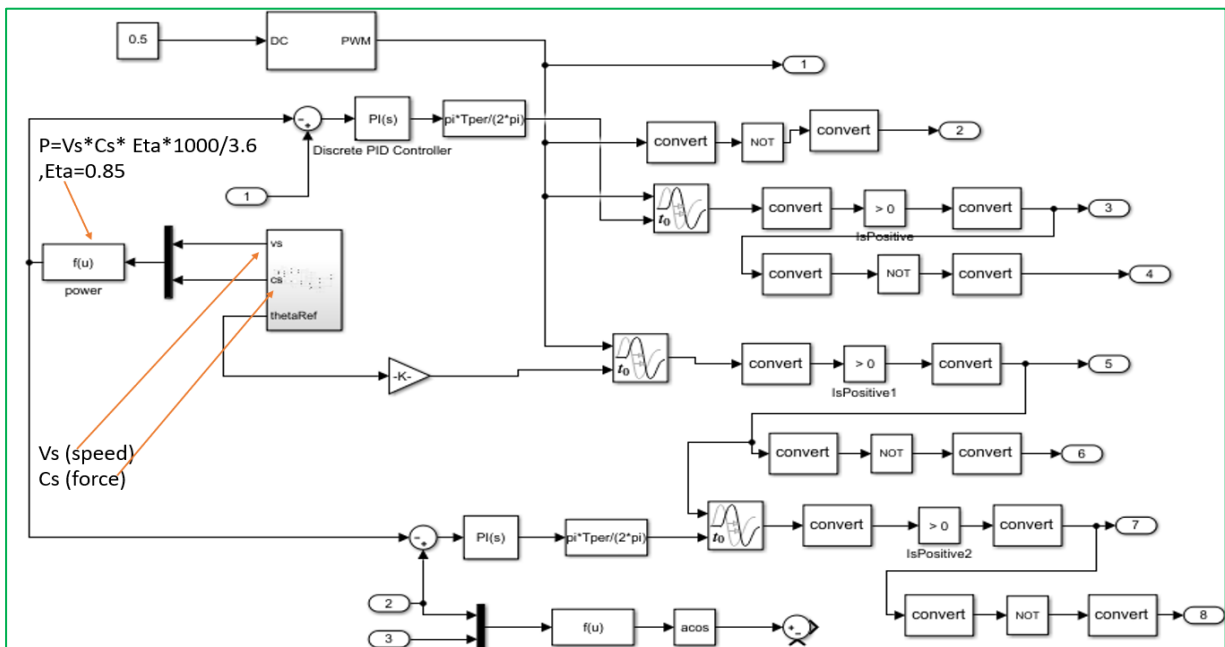 0.5
DC
PWM
1
PI(s)
pi*Tper/(2*pi)
Discrete PID Controller
P=Vs*Cs* Eta*1000/3.6
,Eta=0.85
1
convert
NOT
convert
2
t0
convert
> 0
IsPositive
convert
3
f(u)
power
vs
cs
thetaRef
convert
NOT
convert
4
-K-
t0
convert
> 0
IsPositive1
convert
5
Vs (speed)
Cs (force)
convert
NOT
convert
6
PI(s)
pi*Tper/(2*pi)
t0
convert
> 0
IsPositive2
convert
7
2
3
f(u)
acos
convert
NOT
convert
8